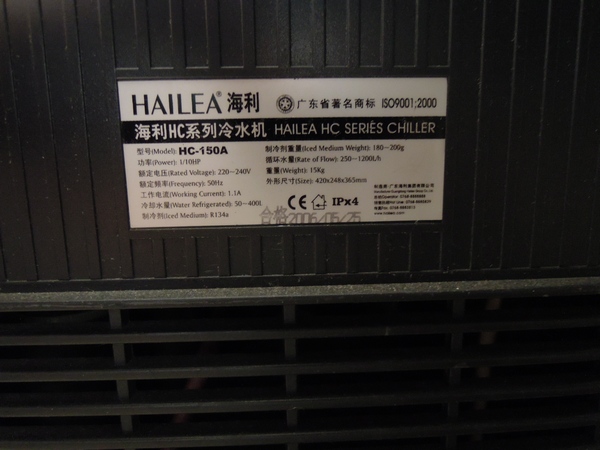 HAILEA® 海利 广东省著名商标 ISO9001;2000
海利HC系列冷水机 HAILEA HC SERIES CHILLER
型号(Model): HC-150A
功率(Power): 1/10HP
额定电压(Rated Voltage): 220~240V
额定频率(Frequency): 50Hz
工作电流(Working Current): 1.1A
冷却水量(Water Refrigerated): 50~400L
制冷剂(Iced Medium): R134a
制冷剂重量(Iced Medium Weight): 180~200g
循环水量(Rate of Flow): 250~1200L/h
重量(Weight): 15Kg
外形尺寸(Size): 420x248x365mm
CE IPx4
合格2006/05/25